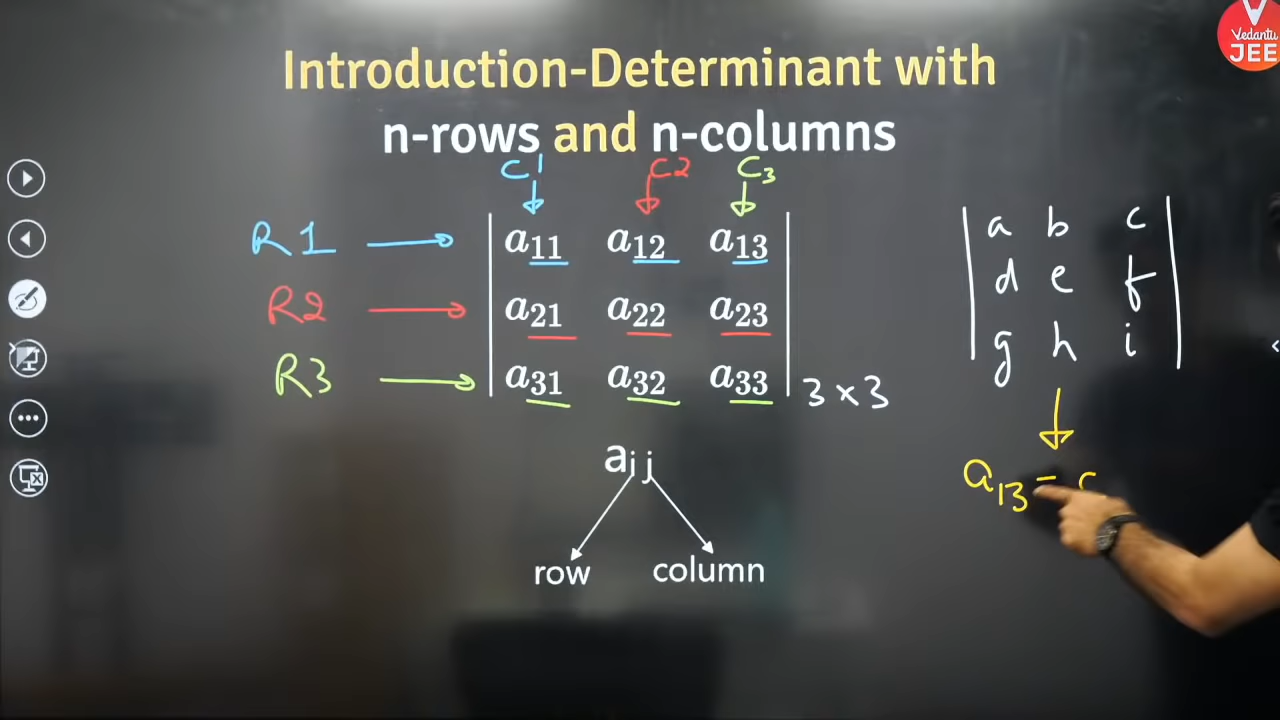 Vedantu
JEE
Introduction-Determinant with
n-rows and n-columns
C1 C2 C3
R1 a11 a12 a13
R2 a21 a22 a23
R3 a31 a32 a33
3 × 3
aij
row column
a b c
d e f
g h i
a13 = c